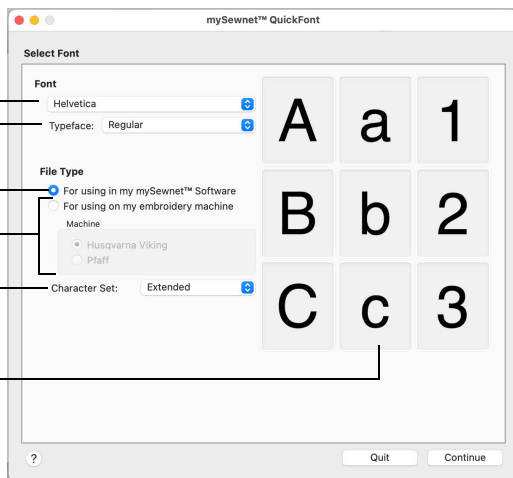 mySewnet™ QuickFont
Select Font
Font
Helvetica
Typeface: Regular
File Type
For using in my mySewnet™ Software
For using on my embroidery machine
Machine
Husqvarna Viking
Pfaff
Character Set: Extended
A a 1
B b 2
C c 3
? Quit Continue